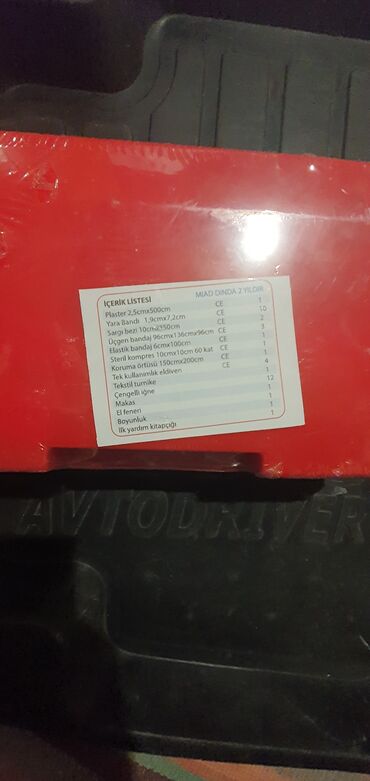 İÇERİK LİSTESİ MİAD DINDA 2 YILDIR
Plaster 2,5cmx500cm CE 1
Yara Bandı 1,9cmx7,2cm CE 10
Sargı bezi 10cmx350cm CE 2
Üçgen bandaj 96cmx136cmx96cm CE 3
Elastik bandaj 6cmx100cm CE 1
Steril kompres 10cmx10cm 60 kat CE 1
Koruma örtüsü 150cmx200cm CE 1
Tek kullanımlık eldiven CE 4
Tekstil turnike 1
Çengelli iğne 12
Makas 1
El feneri 1
Boyunluk 1
İlk yardım kitapçığı 1
AVTODRIVER